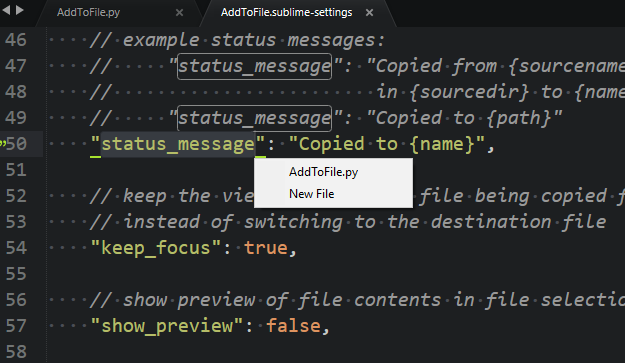 AddToFile.py × AddToFile.sublime-settings ×
46 // example status messages:
47 // "status_message": "Copied from {sourcename
48 // in {sourcedir} to {name
49 // "status_message": "Copied to {path}"
50 "status_message": "Copied to {name}",
AddToFile.py
New File
51
52 // keep the vie file being copied f
53 // instead of switching to the destination file
54 "keep_focus": true,
55
56 // show preview of file contents in file selectio
57 "show_preview": false,
58